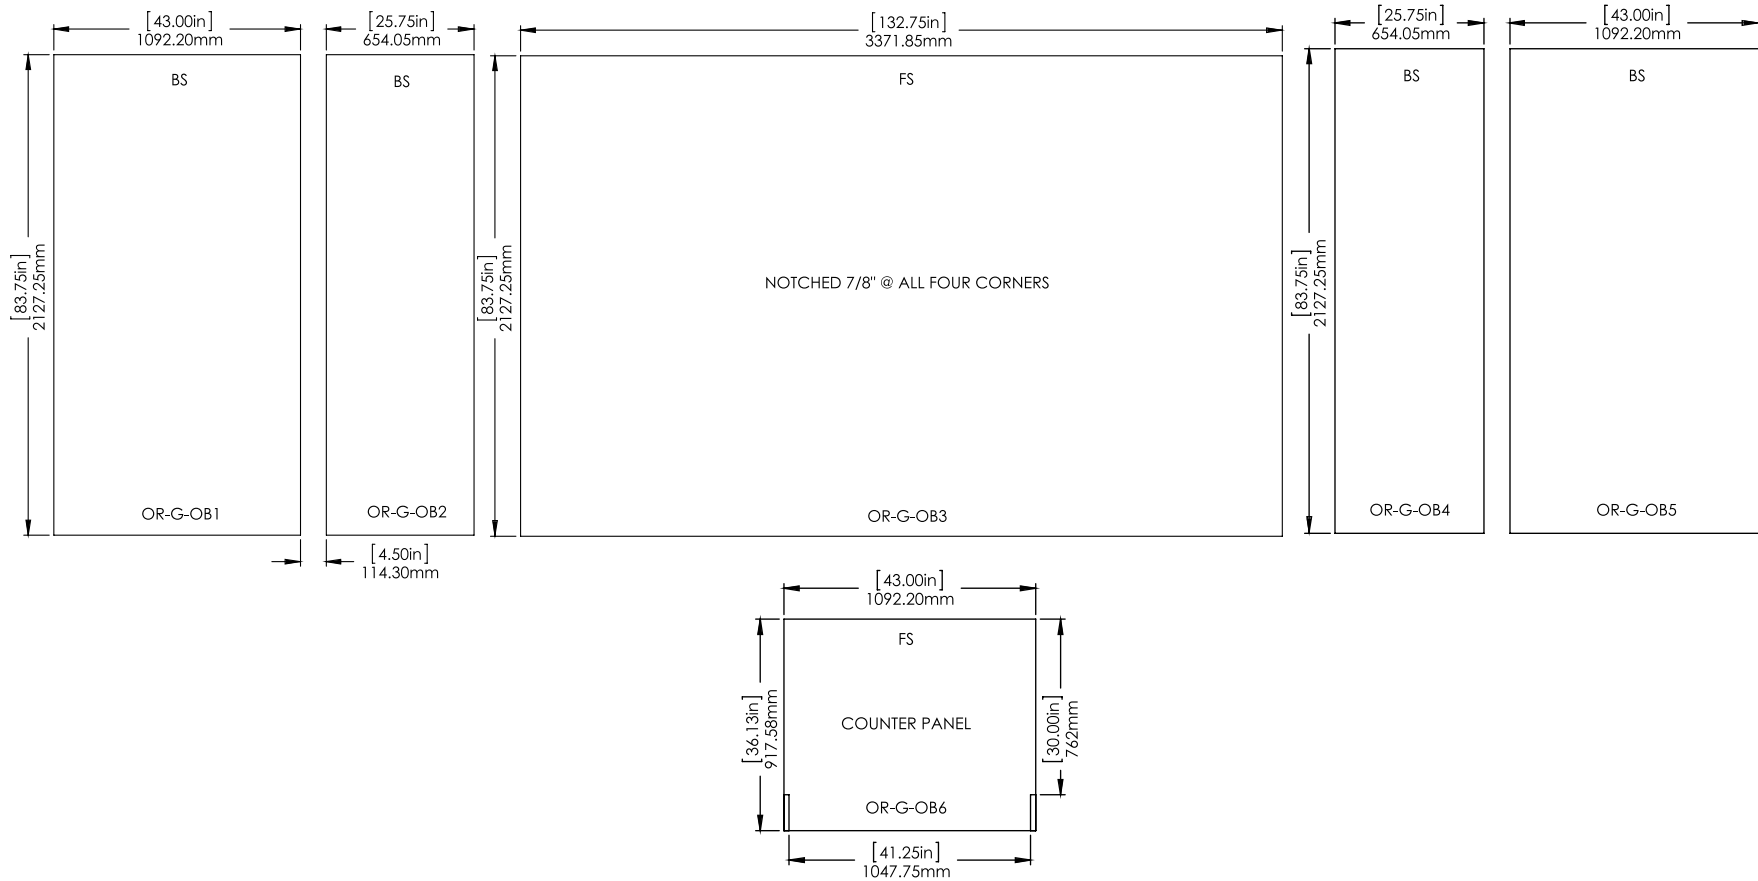 [43.00in]
1092.20mm
[25.75in]
654.05mm
[132.75in]
3371.85mm
[25.75in]
654.05mm
[43.00in]
1092.20mm
BS
BS
FS
BS
BS
[83.75in]
2127.25mm
[83.75in]
2127.25mm
NOTCHED 7/8" @ ALL FOUR CORNERS
[83.75in]
2127.25mm
OR-G-OB1
OR-G-OB2
OR-G-OB3
OR-G-OB4
OR-G-OB5
[4.50in]
114.30mm
[43.00in]
1092.20mm
FS
[36.13in]
917.58mm
COUNTER PANEL
[30.00in]
762mm
OR-G-OB6
[41.25in]
1047.75mm